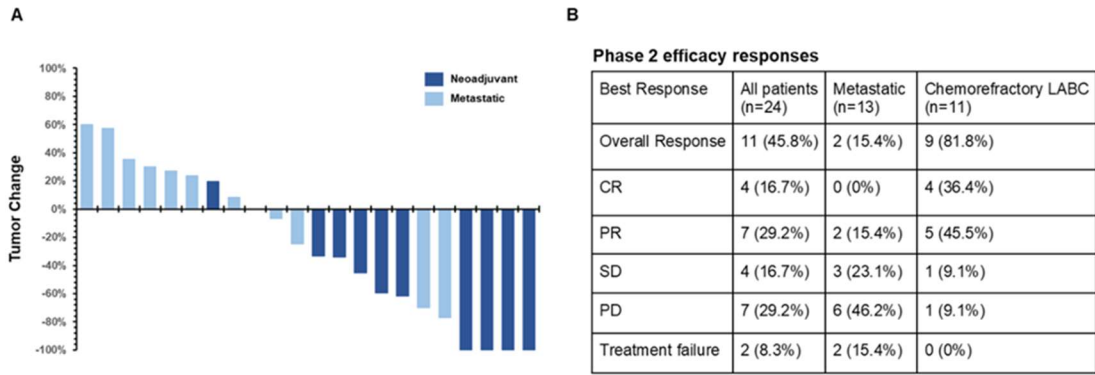 A
100%
80%
60%
40%
20%
0%
-20%
-40%
-60%
-80%
-100%
Tumor Change
Neoadjuvant
Metastatic
B
Phase 2 efficacy responses
Best Response All patients (n=24) Metastatic (n=13) Chemorefractory LABC (n=11)
Overall Response 11 (45.8%) 2 (15.4%) 9 (81.8%)
CR 4 (16.7%) 0 (0%) 4 (36.4%)
PR 7 (29.2%) 2 (15.4%) 5 (45.5%)
SD 4 (16.7%) 3 (23.1%) 1 (9.1%)
PD 7 (29.2%) 6 (46.2%) 1 (9.1%)
Treatment failure 2 (8.3%) 2 (15.4%) 0 (0%)